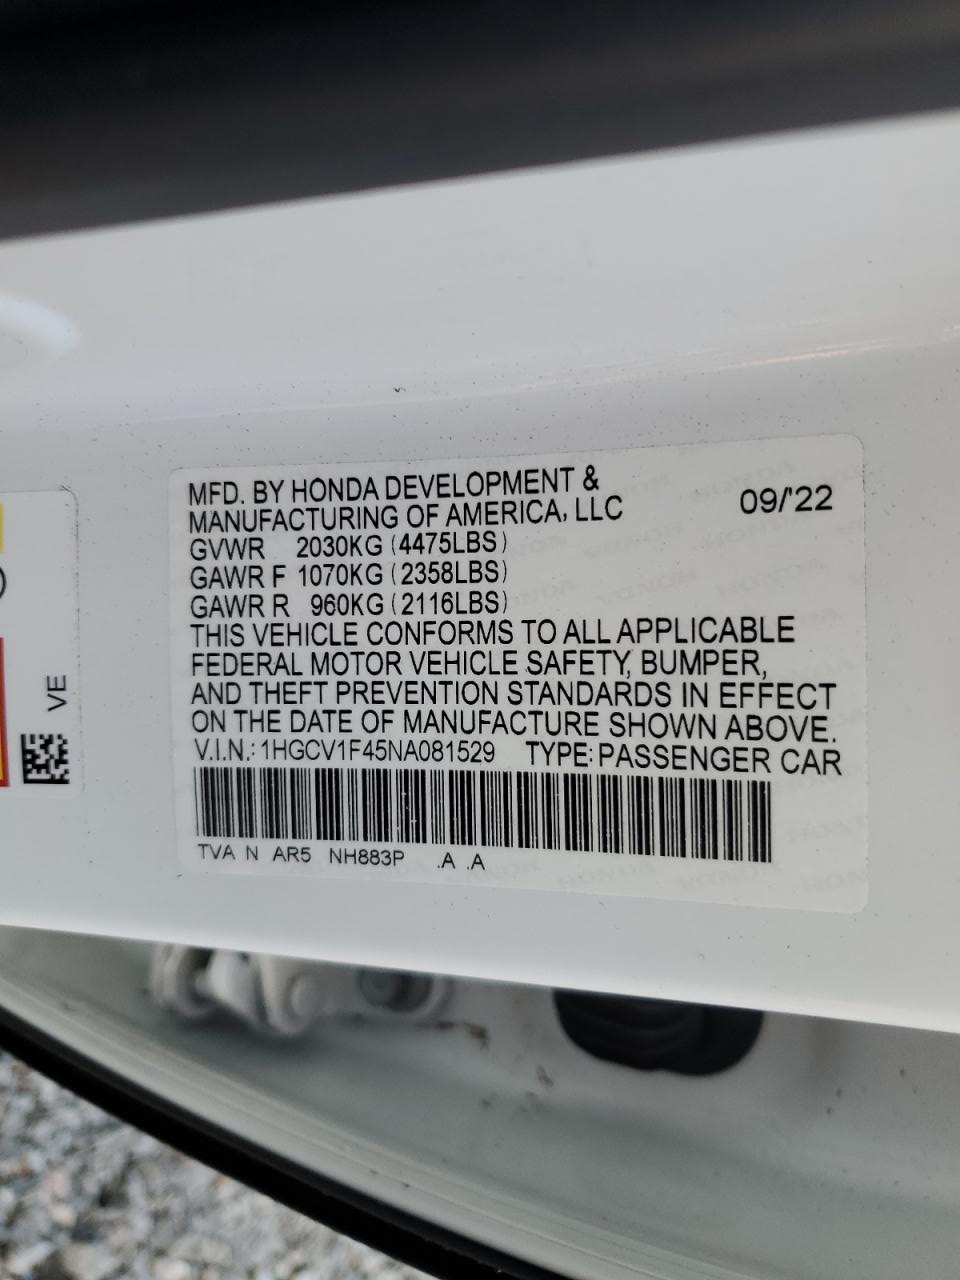 MFD. BY HONDA DEVELOPMENT &
MANUFACTURING OF AMERICA, LLC 09/'22
GVWR 2030KG (4475LBS)
GAWR F 1070KG (2358LBS)
GAWR R 960KG (2116LBS)
THIS VEHICLE CONFORMS TO ALL APPLICABLE
FEDERAL MOTOR VEHICLE SAFETY, BUMPER,
AND THEFT PREVENTION STANDARDS IN EFFECT
ON THE DATE OF MANUFACTURE SHOWN ABOVE.
V.I.N.: 1HGCV1F45NA081529 TYPE: PASSENGER CAR
TVA N AR5 NH883P .A .A
VE